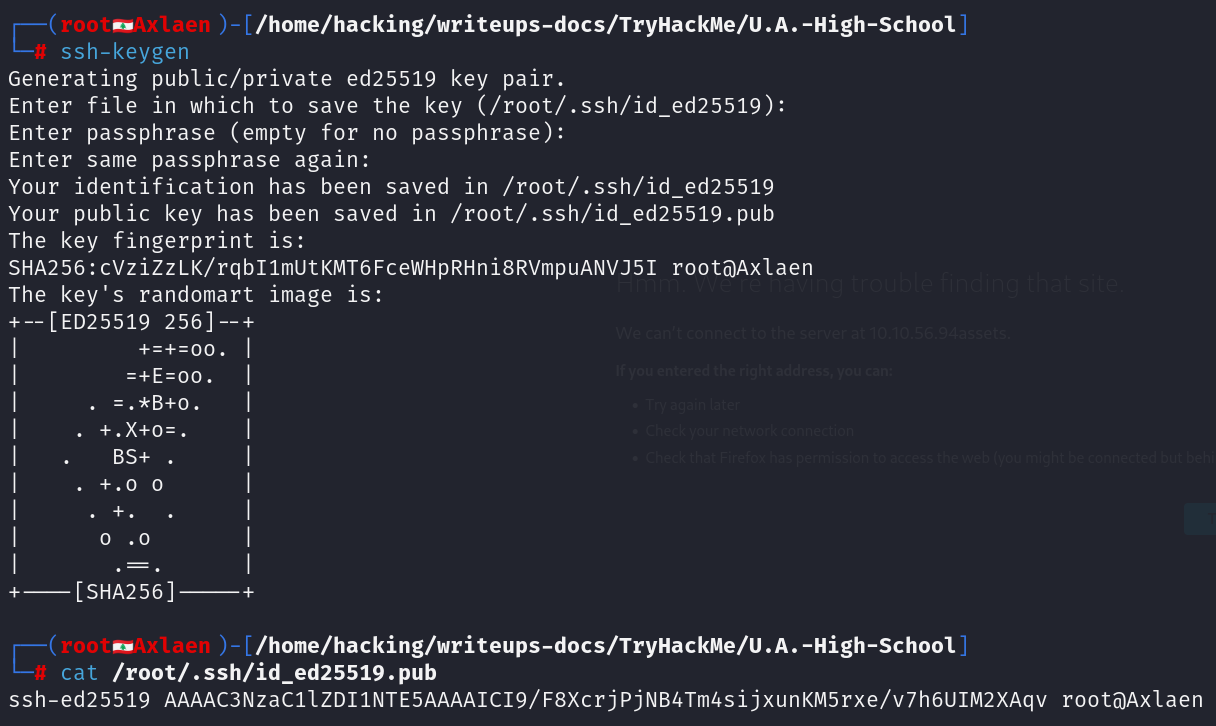 ┌──(root🇱🇧Axlaen)-[/home/hacking/writeups-docs/TryHackMe/U.A.-High-School]
└─# ssh-keygen
Generating public/private ed25519 key pair.
Enter file in which to save the key (/root/.ssh/id_ed25519):
Enter passphrase (empty for no passphrase):
Enter same passphrase again:
Your identification has been saved in /root/.ssh/id_ed25519
Your public key has been saved in /root/.ssh/id_ed25519.pub
The key fingerprint is:
SHA256:cVziZzLK/rqbI1mUtKMT6FceWHpRHni8RVmpuANVJ5I root@Axlaen
The key's randomart image is:
+--[ED25519 256]--+
|         +=+=oo. |
|        =+E=oo.  |
|     . =.*B+o.   |
|    . +.X+o=.    |
|   .   BS+ .     |
|    . +.o o      |
|     . +.  .     |
|      o .o       |
|       .==.      |
+----[SHA256]-----+
Hmm. We're having trouble finding that site.
We can't connect to the server at 10.10.56.94assets.
If you entered the right address, you can:
• Try again later
• Check your network connection
• Check that Firefox has permission to access the web (you might be connected but behi
┌──(root🇱🇧Axlaen)-[/home/hacking/writeups-docs/TryHackMe/U.A.-High-School]
└─# cat /root/.ssh/id_ed25519.pub
ssh-ed25519 AAAAC3NzaC1lZDI1NTE5AAAAICI9/F8XcrjPjNB4Tm4sijxunKM5rxe/v7h6UIM2XAqv root@Axlaen